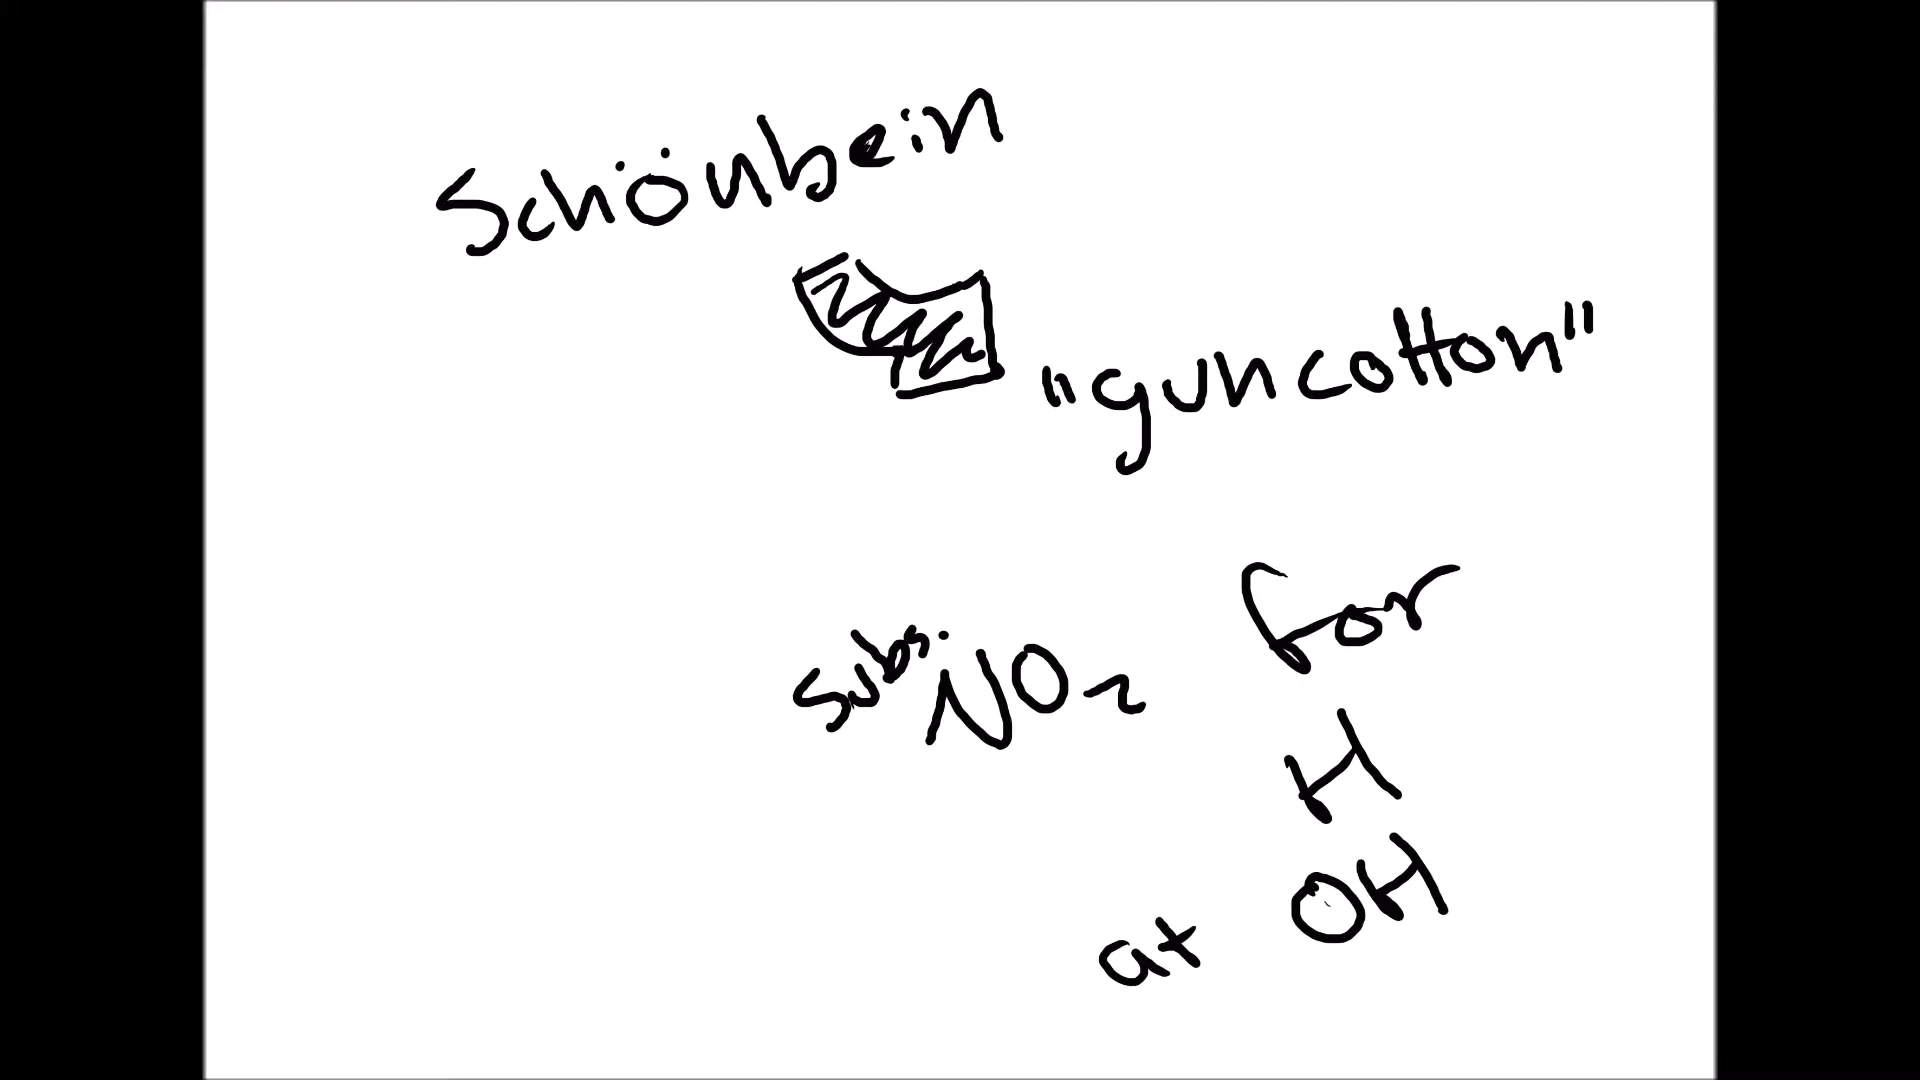 Schönbein
"guncotton"
subs. NO₂ for
H
at OH